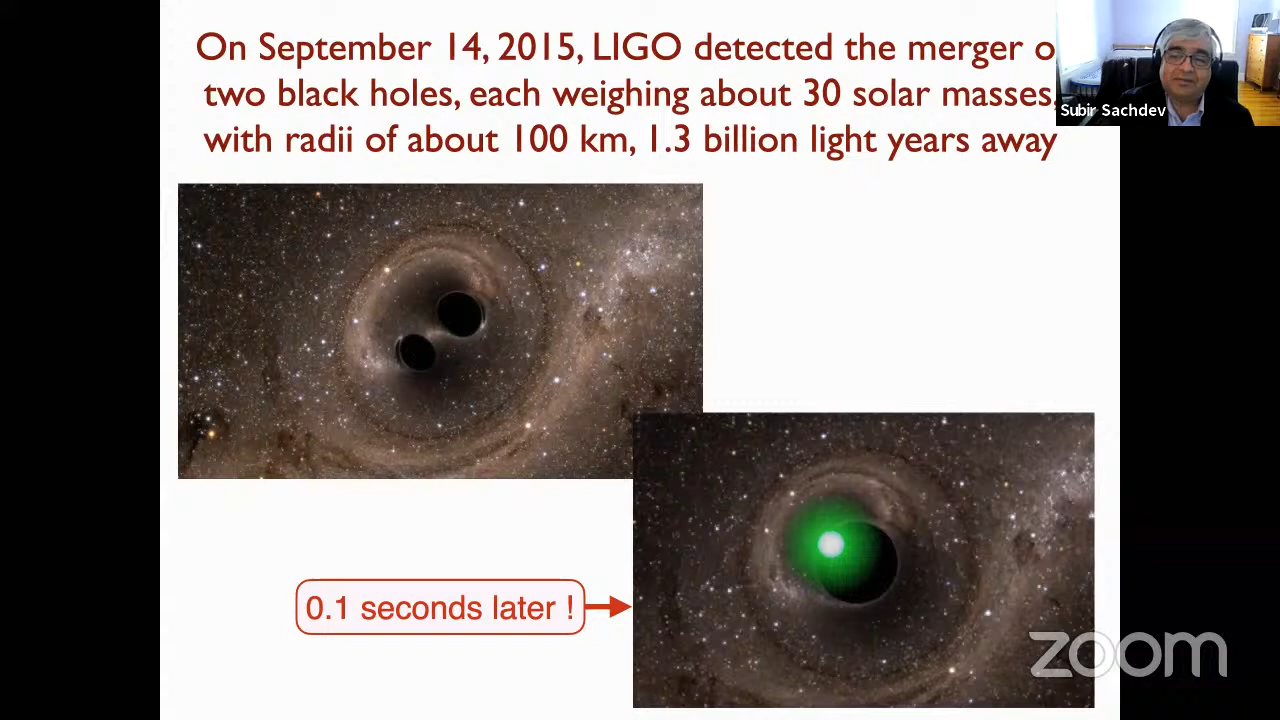 On September 14, 2015, LIGO detected the merger o
two black holes, each weighing about 30 solar masses,
with radii of about 100 km, 1.3 billion light years away
Subir Sachdev
0.1 seconds later !
zoom